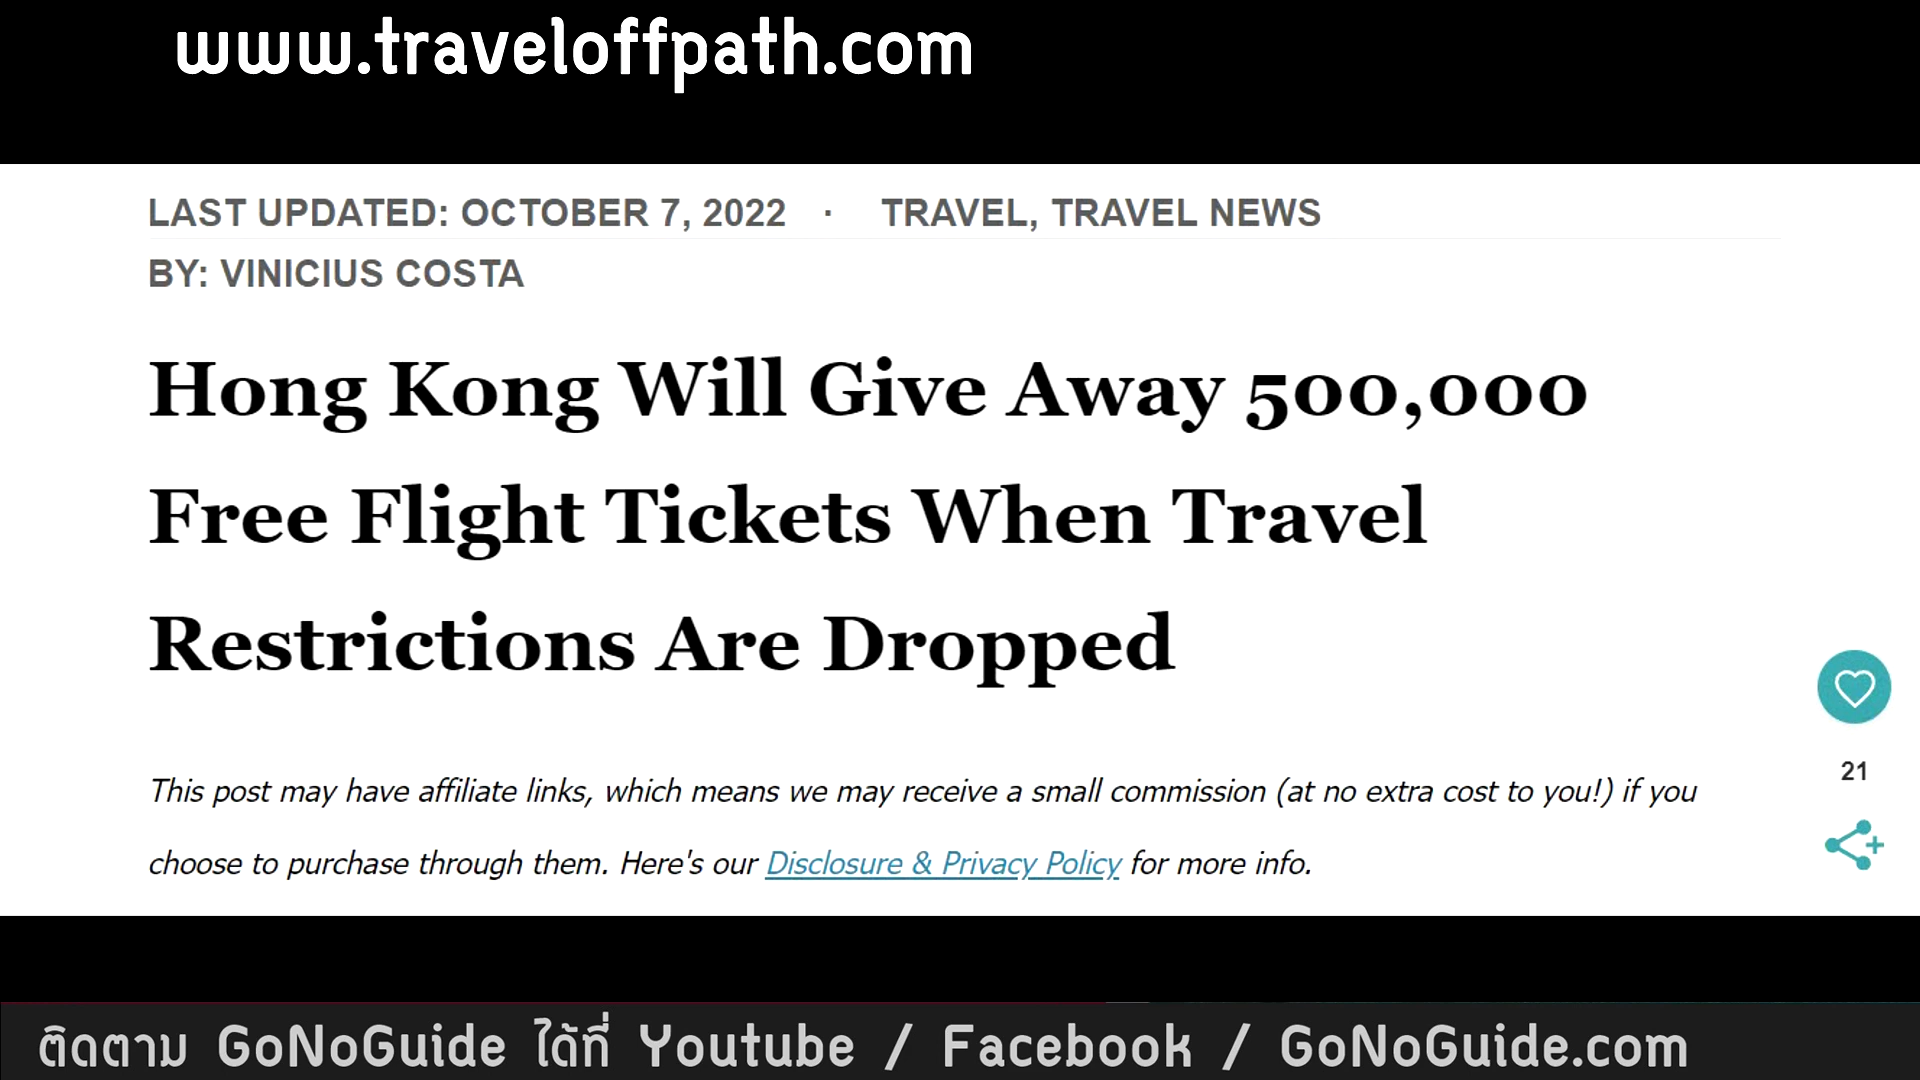 www.traveloffpath.com
LAST UPDATED: OCTOBER 7, 2022 · TRAVEL, TRAVEL NEWS
BY: VINICIUS COSTA
Hong Kong Will Give Away 500,000
Free Flight Tickets When Travel
Restrictions Are Dropped
This post may have affiliate links, which means we may receive a small commission (at no extra cost to you!) if you
choose to purchase through them. Here's our Disclosure & Privacy Policy for more info.
21
ติดตาม GoNoGuide ได้ที่ Youtube / Facebook / GoNoGuide.com